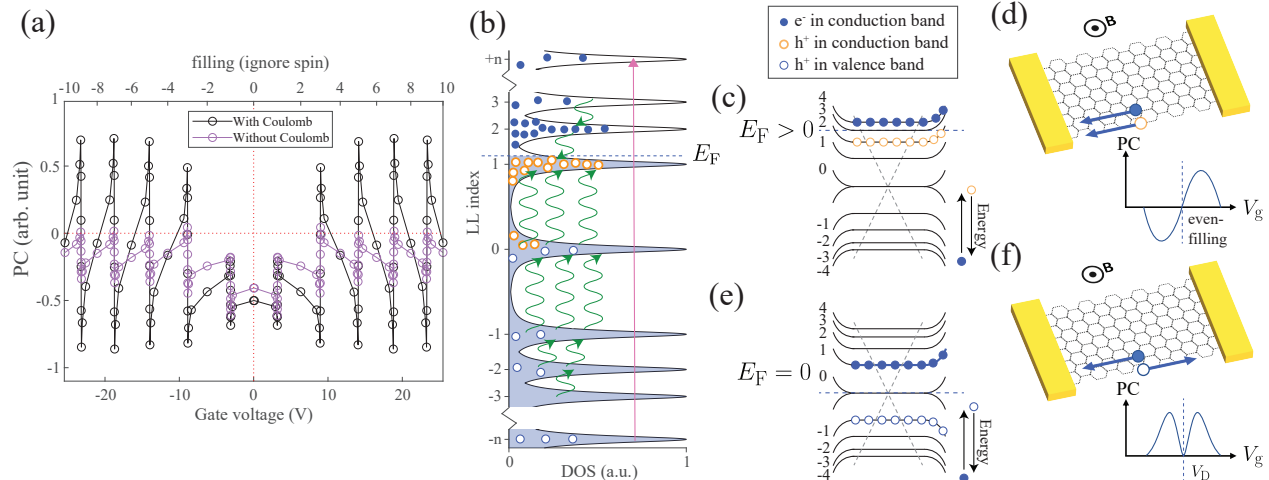 (a)
filling (ignore spin)
-10 -8 -6 -4 -3 -1 0 1 3 4 6 8 10
1
0.5
0
-0.5
-1
PC (arb. unit)
With Coulomb
Without Coulomb
-20 -10 0 10 20
Gate voltage (V)
(b)
LL index
+n
3
2
1
0
-1
-2
-3
-n
E_F
0 1
DOS (a.u.)
e⁻ in conduction band
h⁺ in conduction band
h⁺ in valence band
(c)
E_F > 0
4
3
2
1
0
-1
-2
-3
-4
Energy
(e)
E_F = 0
4
3
2
1
0
-1
-2
-3
-4
Energy
(d)
B
PC
V_g
even-
filling
(f)
B
PC
V_D
V_g